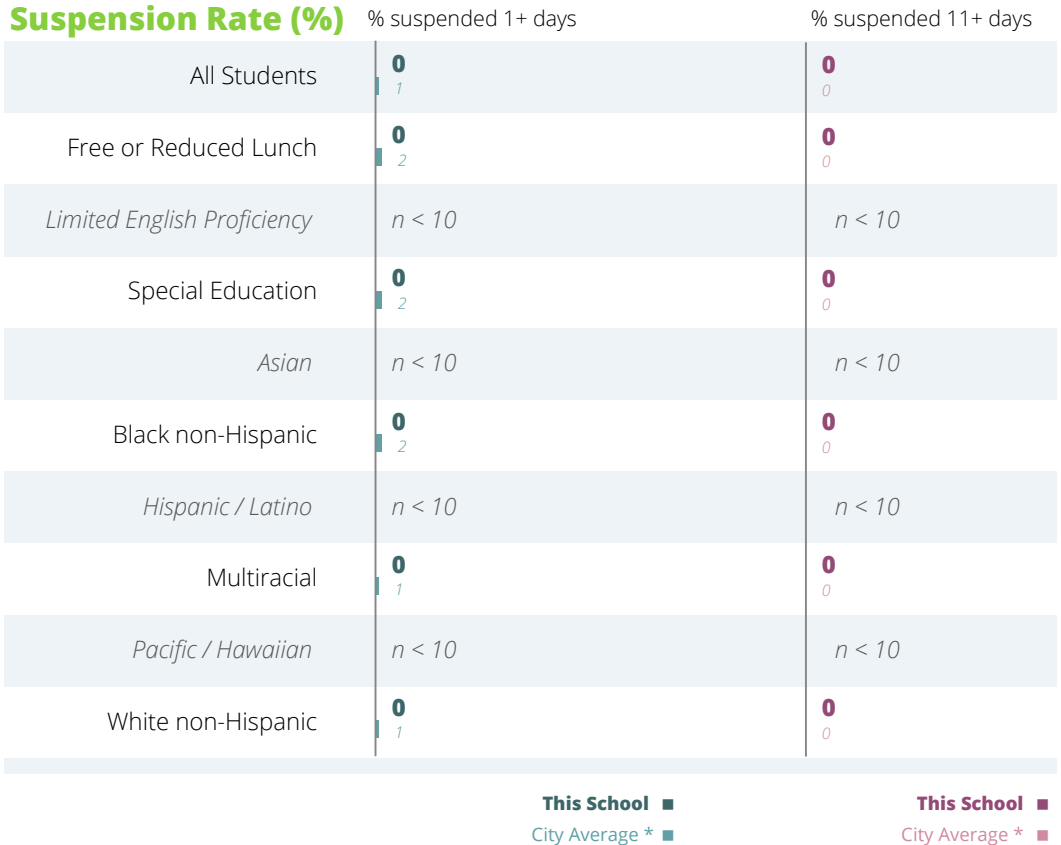 Suspension Rate (%) % suspended 1+ days % suspended 11+ days
All Students 0 0
1 0
Free or Reduced Lunch 0 0
2 0
Limited English Proficiency n < 10 n < 10
Special Education 0 0
2 0
Asian n < 10 n < 10
Black non-Hispanic 0 0
2 0
Hispanic / Latino n < 10 n < 10
Multiracial 0 0
1 0
Pacific / Hawaiian n < 10 n < 10
White non-Hispanic 0 0
1 0
This School This School
City Average * City Average *